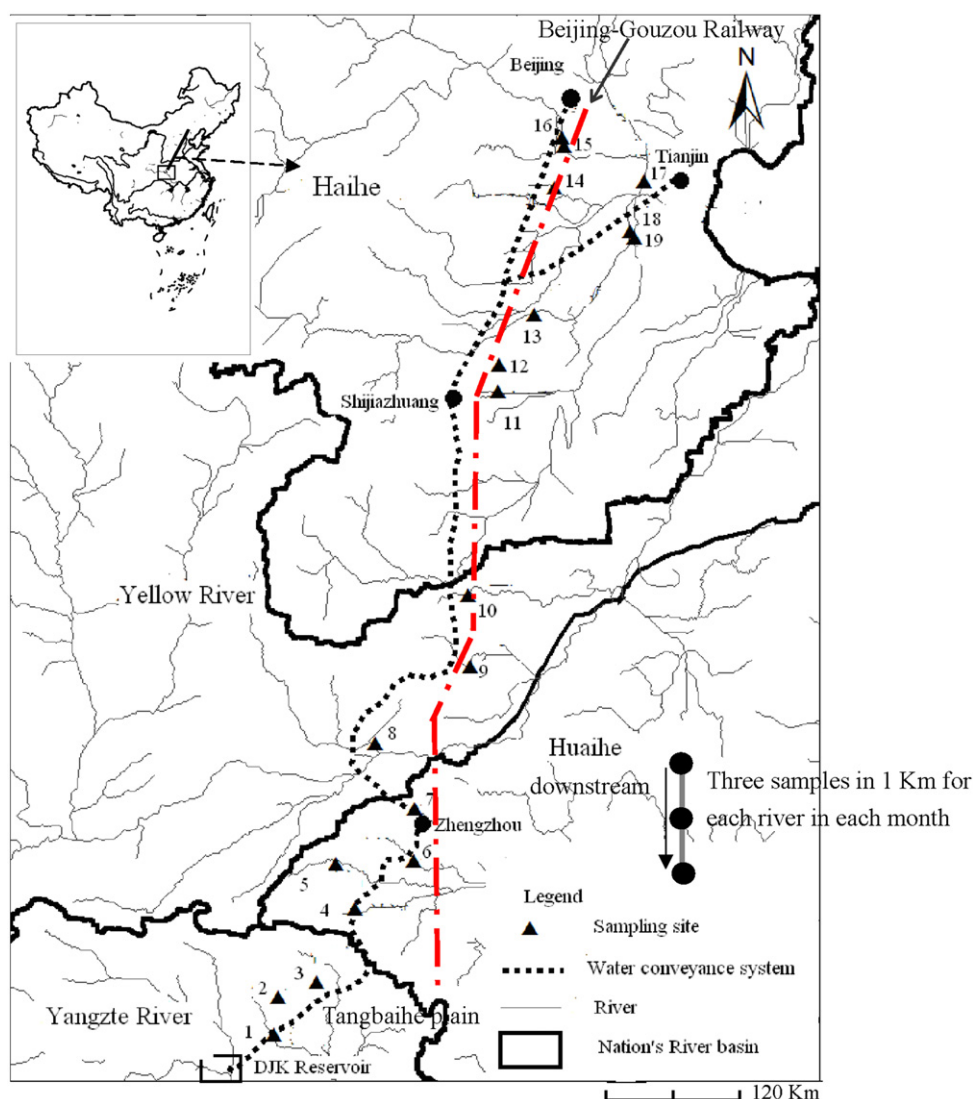 Beijing-Gouzou Railway
Beijing
N
16
15
Tianjin
17
14
Haihe
18
19
13
12
Shijiazhuang
11
Yellow River
10
9
8
Huaihe
downstream
Three samples in 1 Km for
each river in each month
7
Zhengzhou
6
5
Legend
4
Sampling site
3
Water conveyance system
2
Yangzte River
Tangbaihe plain
River
1
Nation's River basin
DJK Reservoir
120 Km